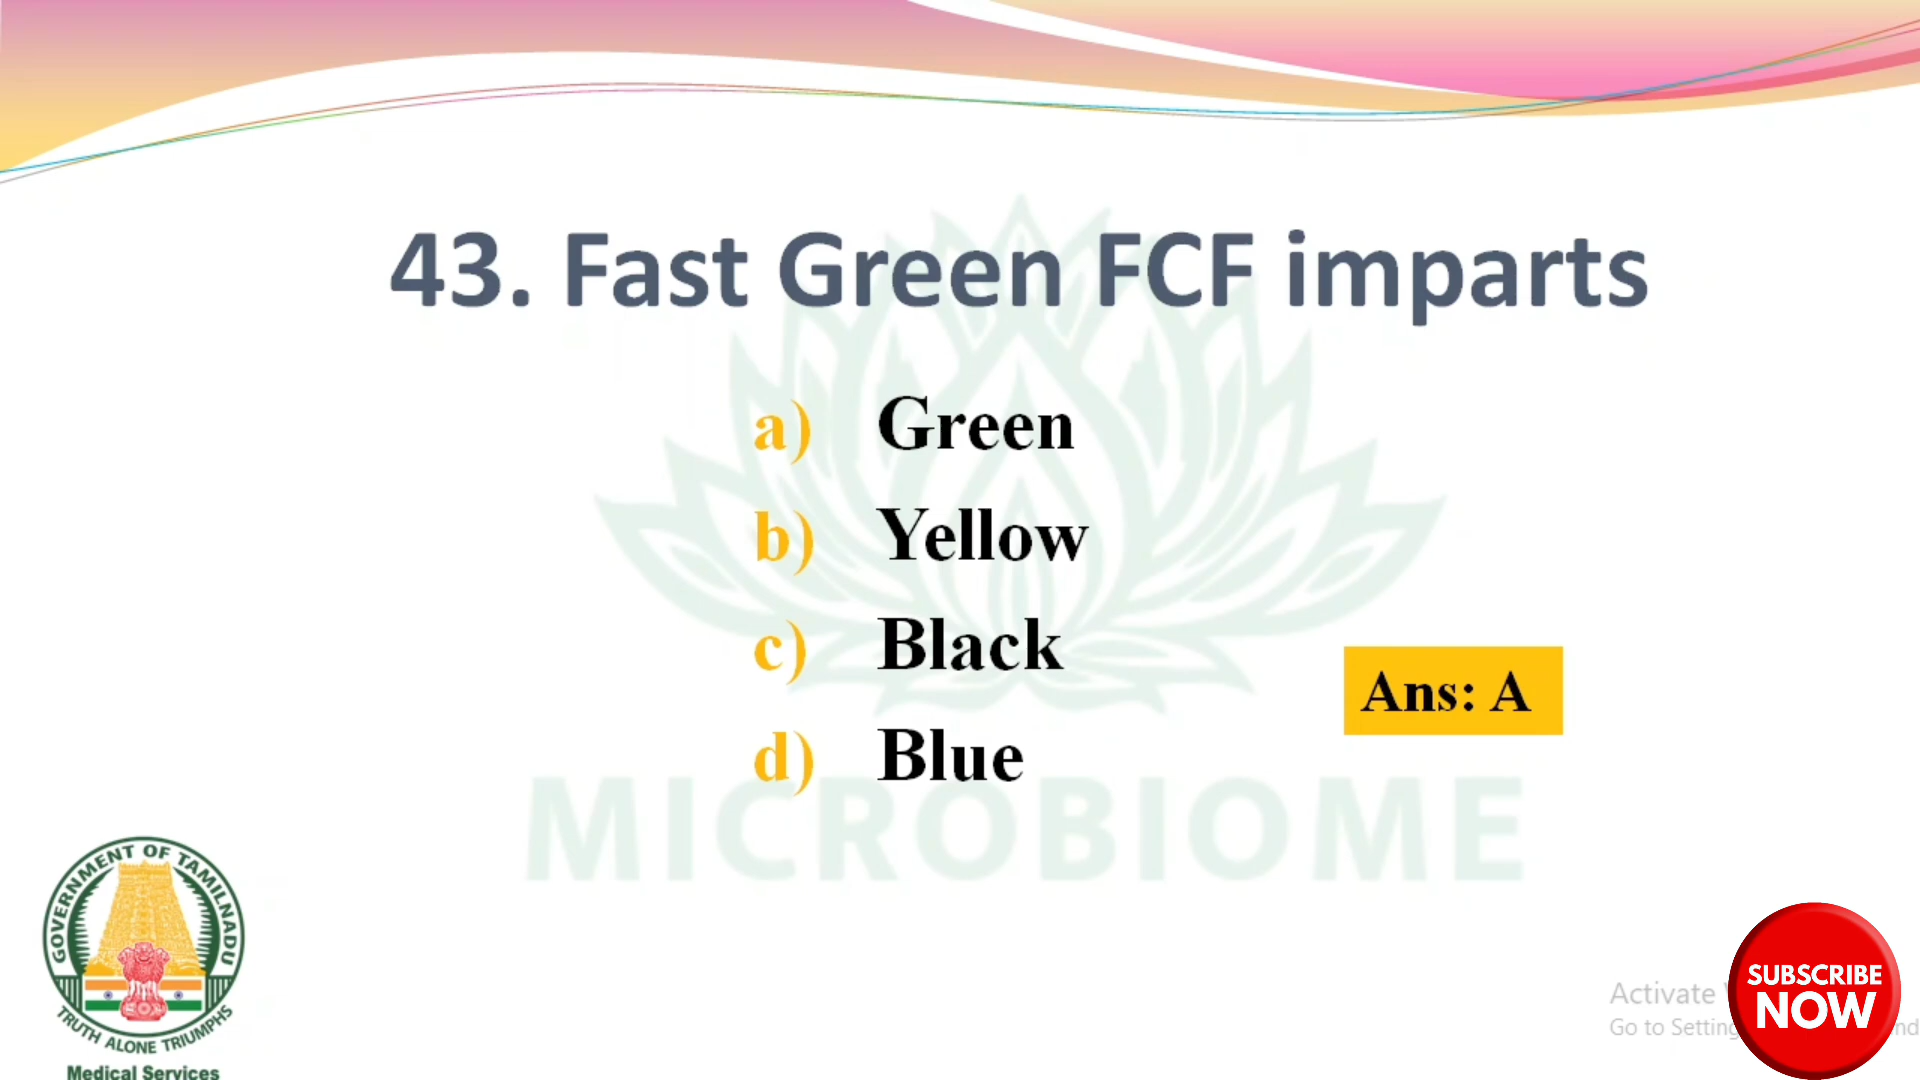 43. Fast Green FCF imparts
a) Green
b) Yellow
c) Black
d) Blue
Ans: A
MICROBIOME
GOVERNMENT OF TAMILNADU
TRUTH ALONE TRIUMPHS
Medical Services
Activate
Go to Setting
SUBSCRIBE
NOW